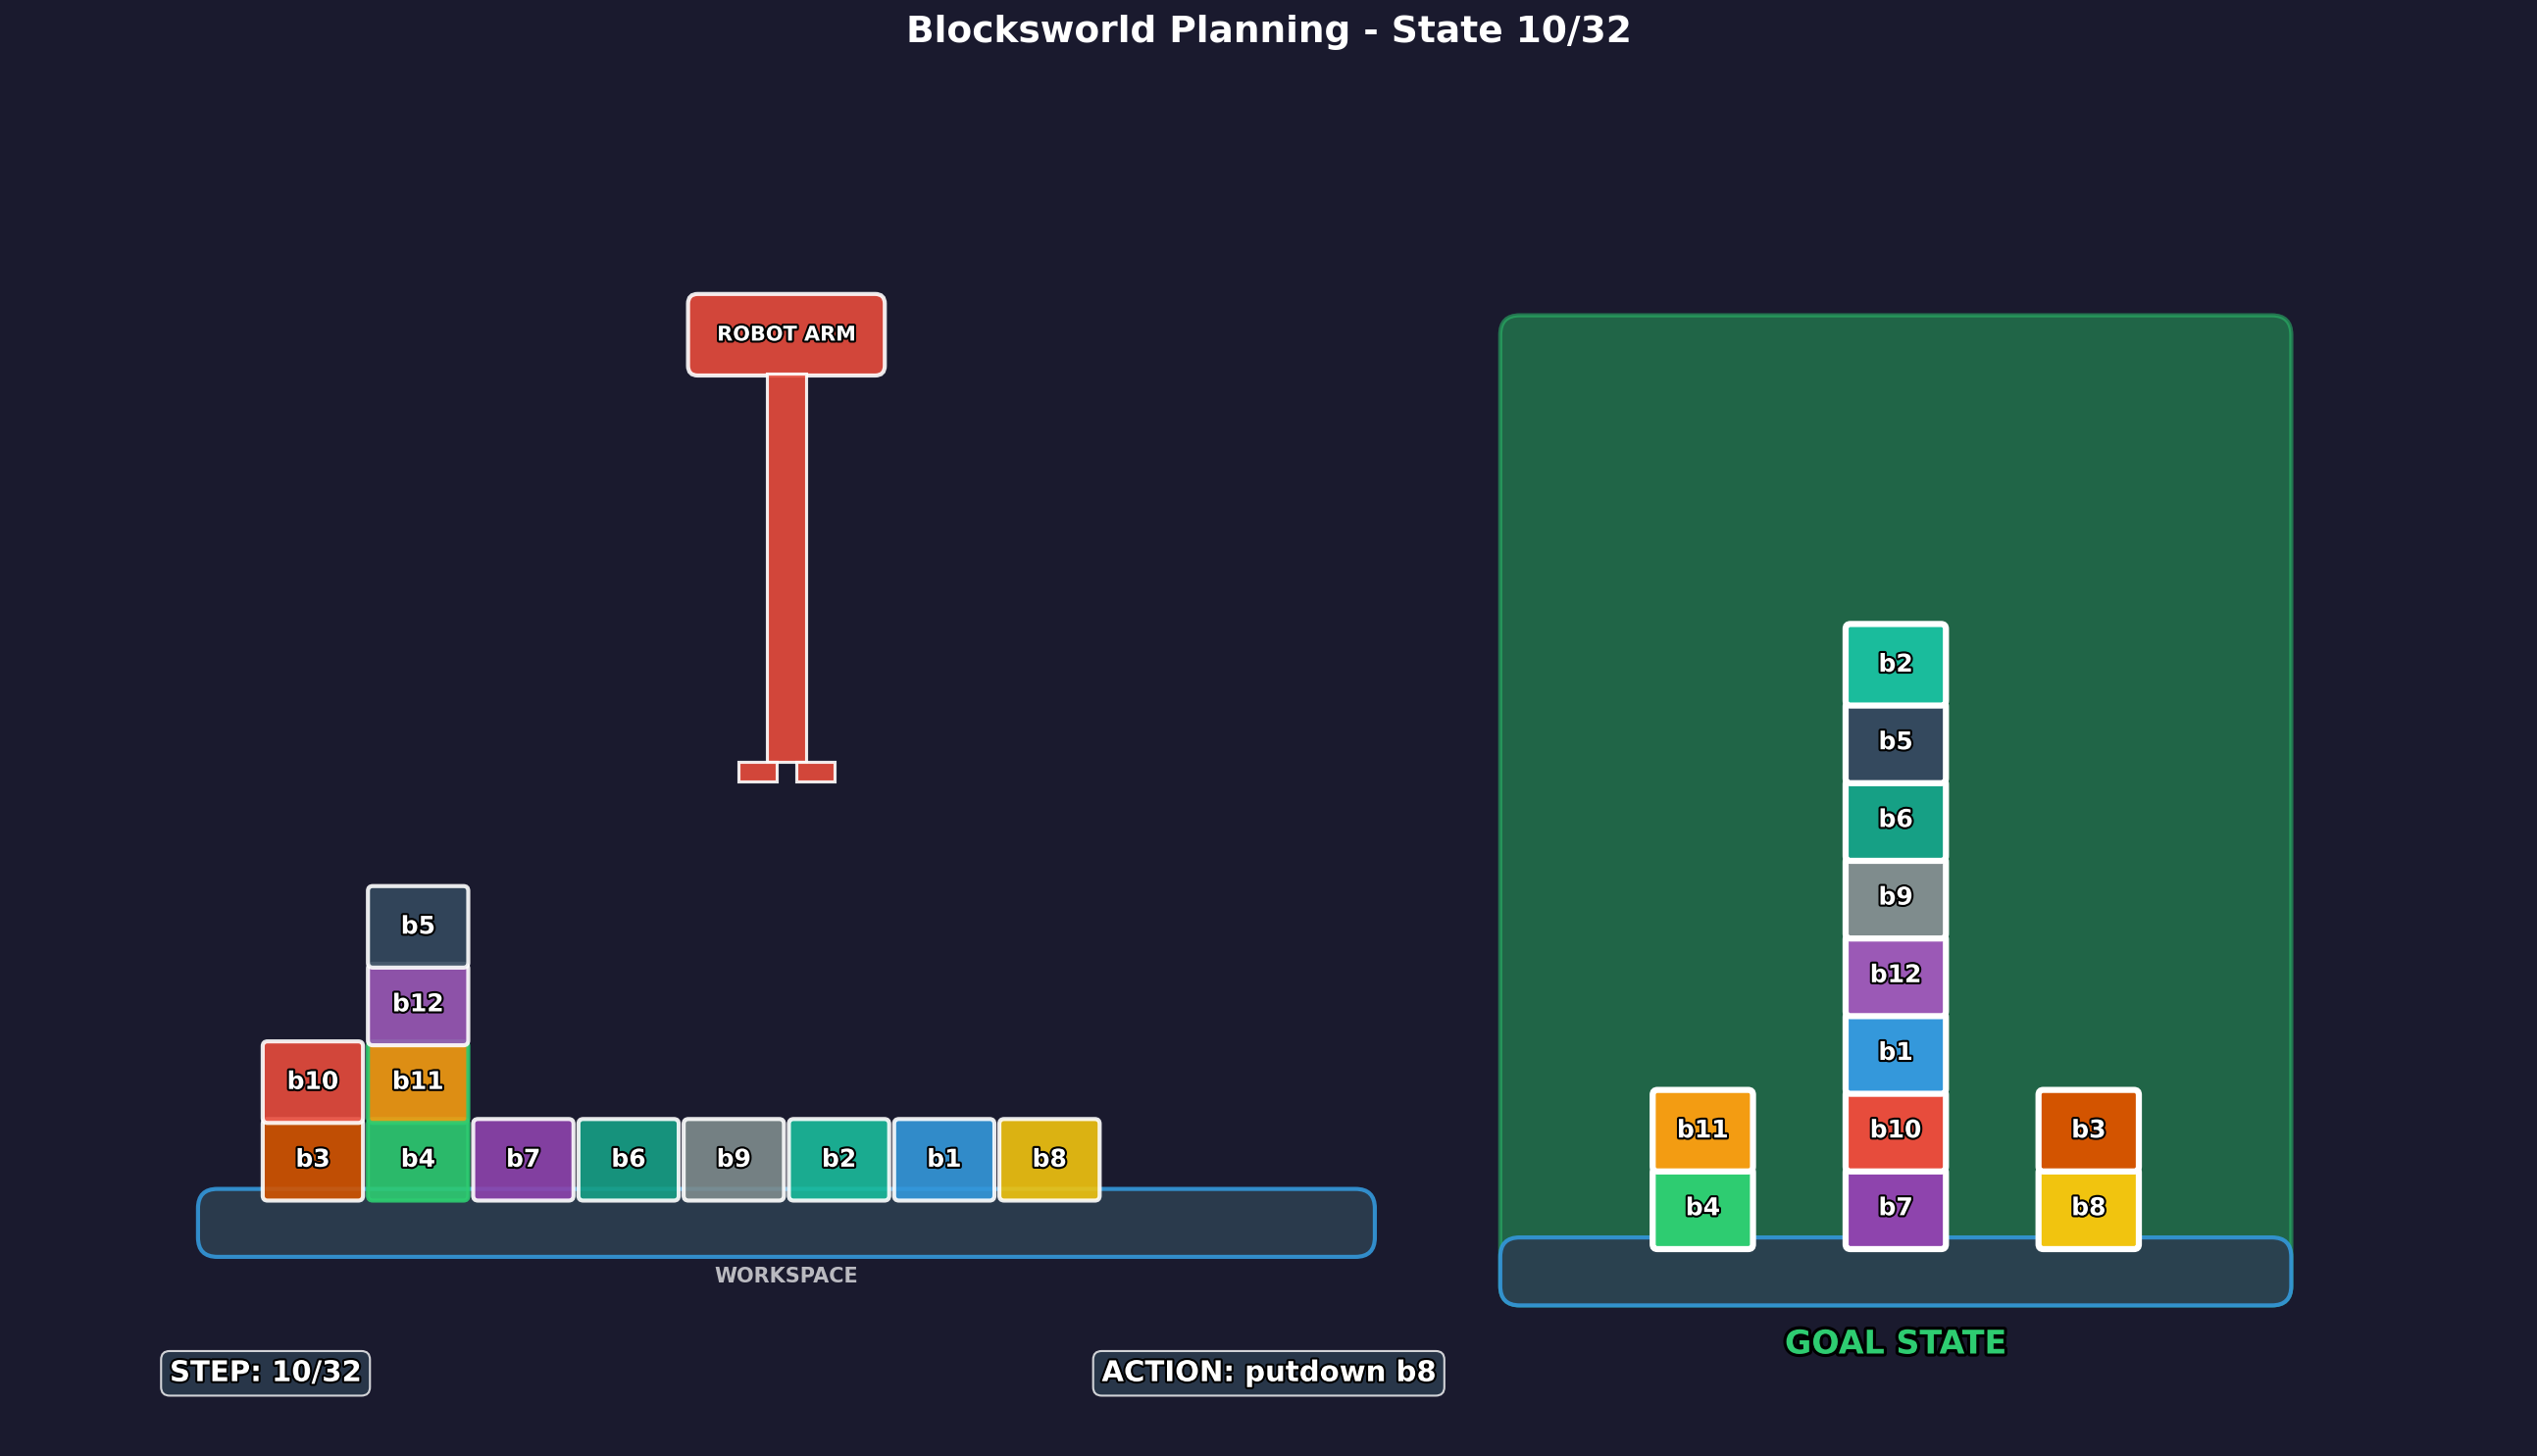 Blocksworld Planning - State 10/32
ROBOT ARM
b5
b12
b10 b11
b3 b4 b7 b6 b9 b2 b1 b8
WORKSPACE
b2
b5
b6
b9
b12
b1
b11 b10 b3
b4 b7 b8
GOAL STATE
STEP: 10/32
ACTION: putdown b8